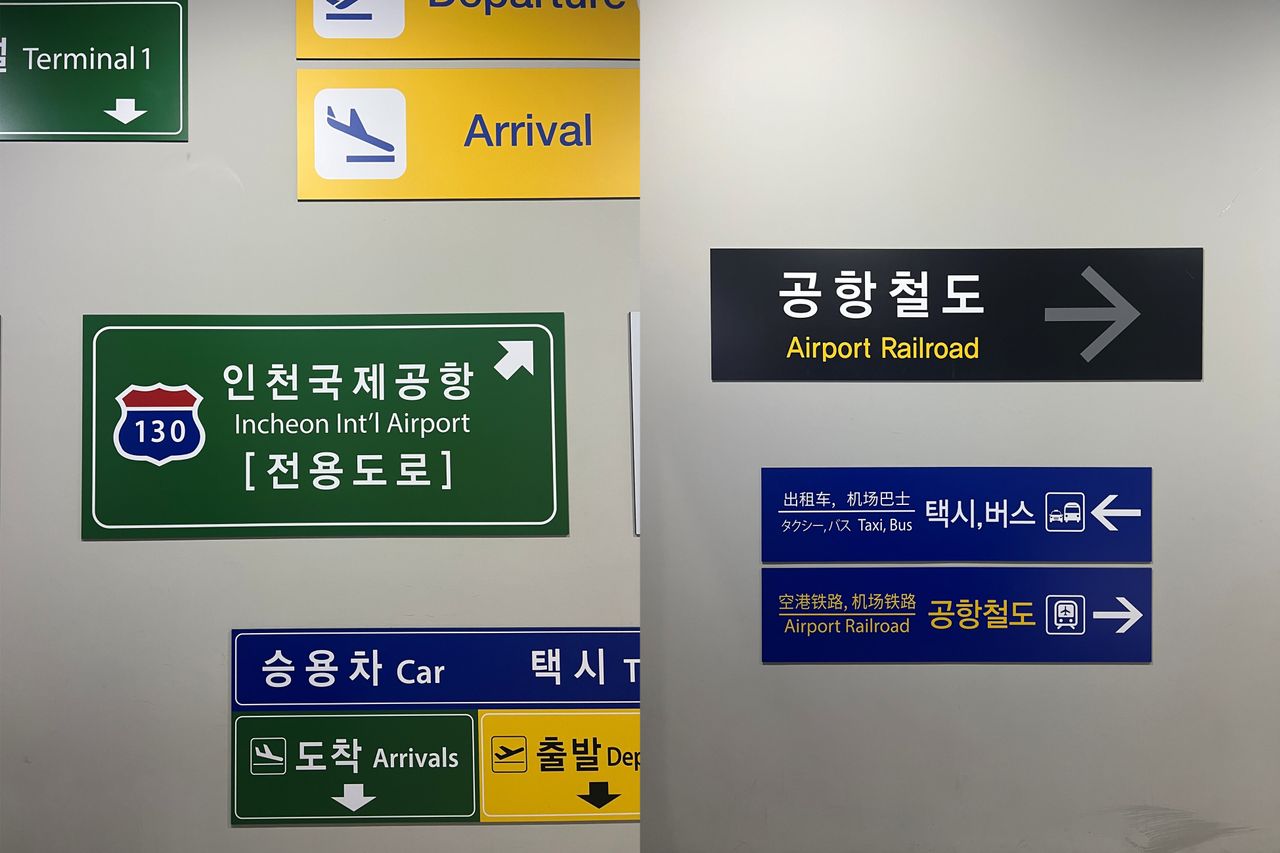 Terminal 1
Departure
Arrival
130
인천국제공항
Incheon Int'l Airport
[전용도로]
승용차 Car
택시
도착 Arrivals
출발
공항철도
Airport Railroad
出租车, 机场巴士
タクシー, バス Taxi, Bus
택시,버스
空港铁路, 机场铁路
Airport Railroad
공항철도